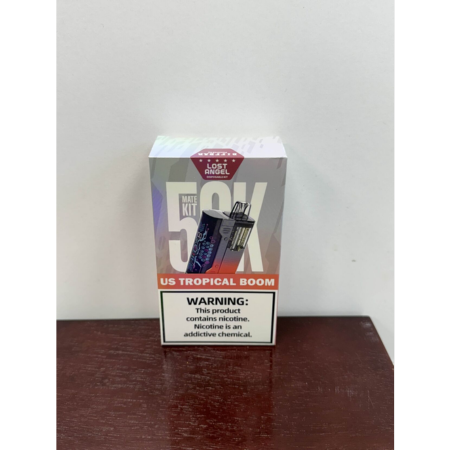 LOST
ANGEL
MATE
KIT
50K
US TROPICAL BOOM
WARNING:
This product
contains nicotine.
Nicotine is an
addictive chemical.